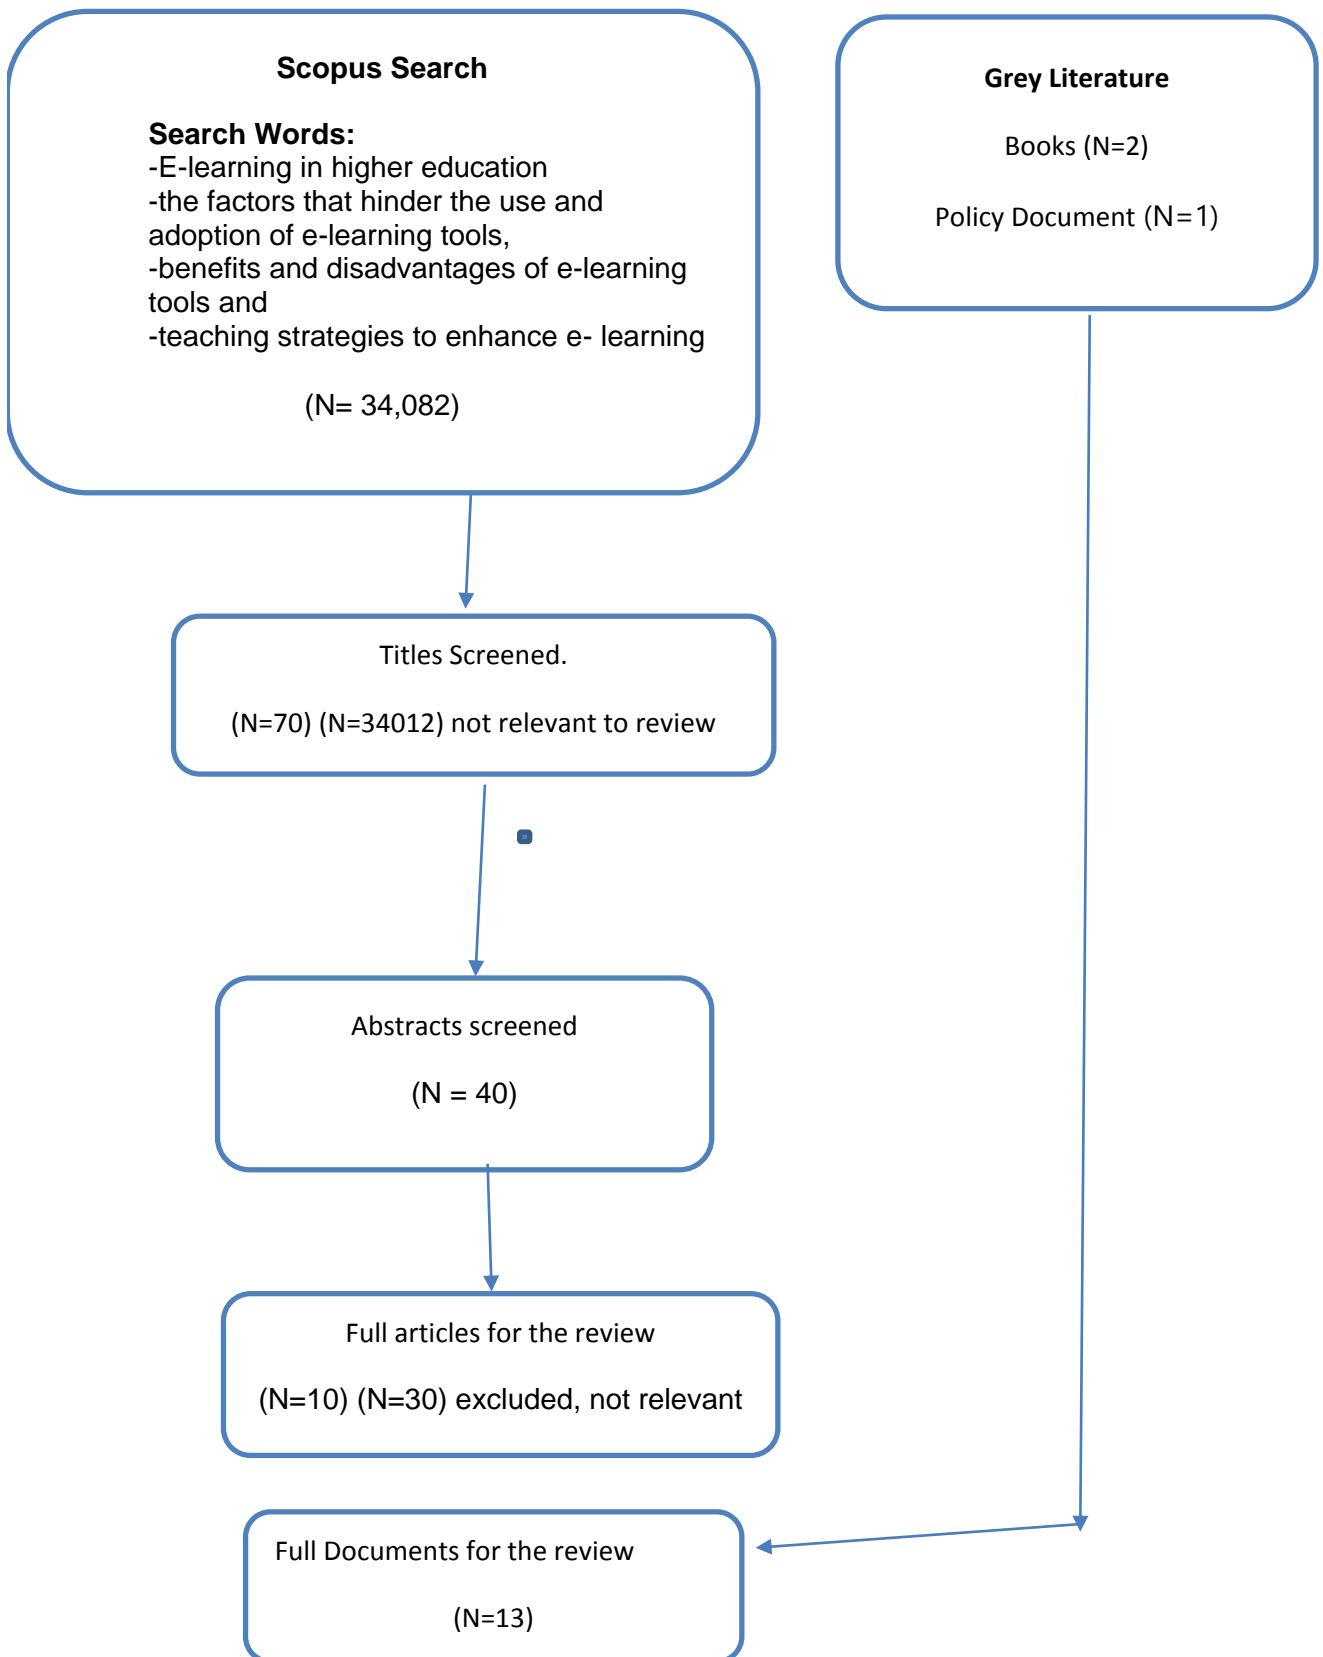 Scopus Search
Search Words:
-E-learning in higher education
-the factors that hinder the use and
adoption of e-learning tools,
-benefits and disadvantages of e-learning
tools and
-teaching strategies to enhance e- learning
(N= 34,082)
Grey Literature
Books (N=2)
Policy Document (N=1)
Titles Screened.
(N=70) (N=34012) not relevant to review
Abstracts screened
(N = 40)
Full articles for the review
(N=10) (N=30) excluded, not relevant
Full Documents for the review
(N=13)